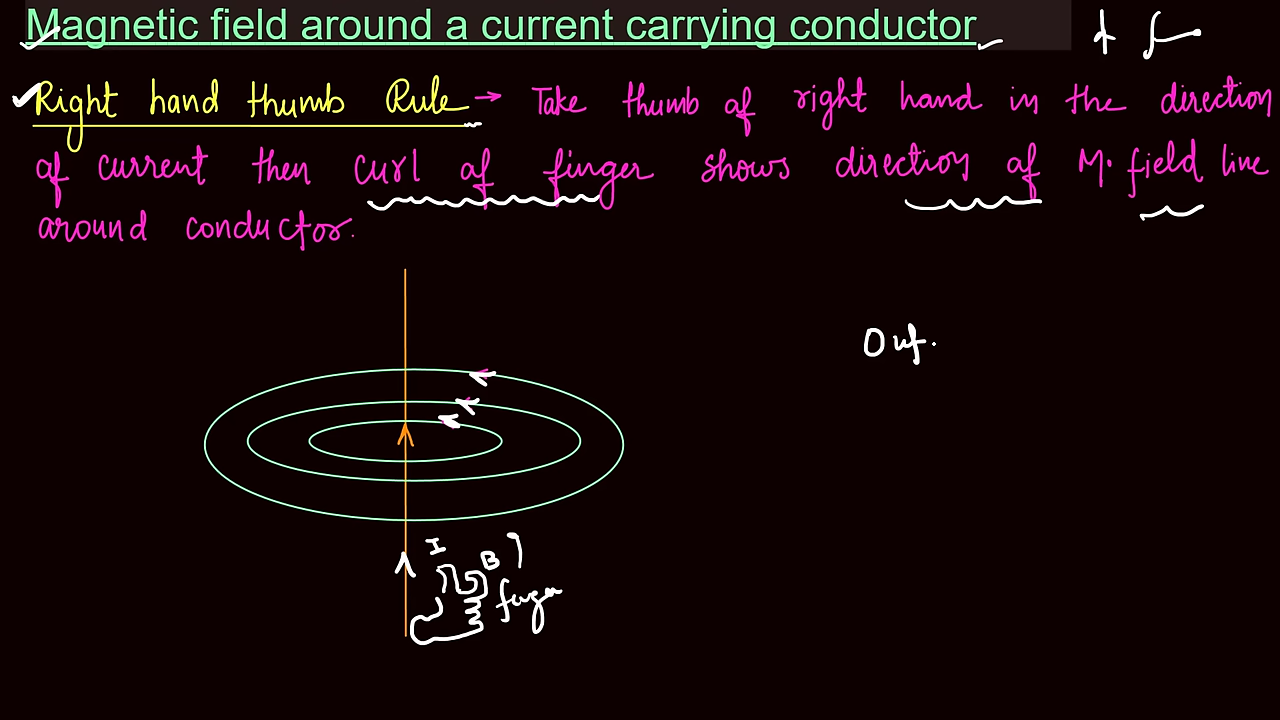 Magnetic field around a current carrying conductor
Right hand thumb Rule → Take thumb of right hand in the direction
of current then curl of finger shows direction of M. field line
around conductor.
Out.
I
B
finger